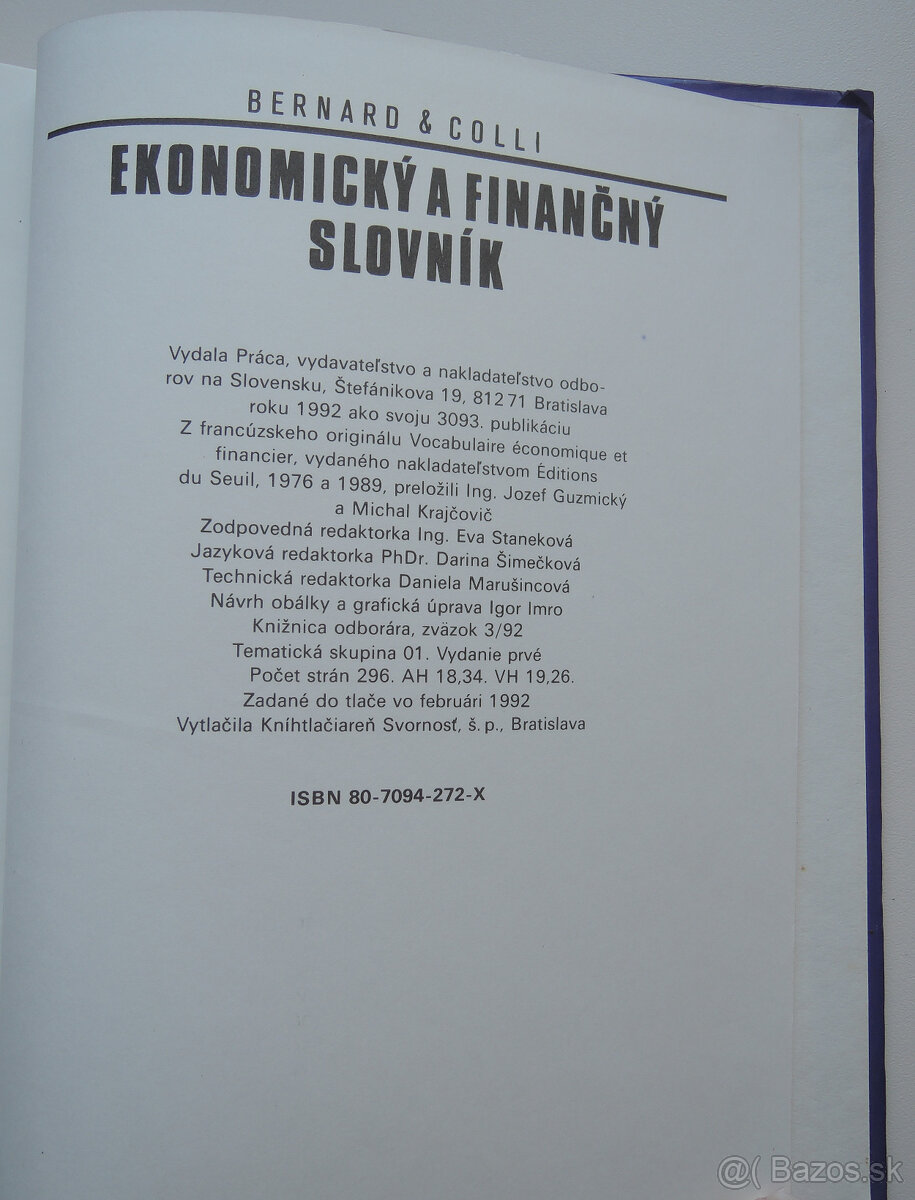 BERNARD & COLLI
EKONOMICKÝ A FINANČNÝ
SLOVNÍK
Vydala Práca, vydavateľstvo a nakladateľstvo odbo-
rov na Slovensku, Štefánikova 19, 812 71 Bratislava
roku 1992 ako svoju 3093. publikáciu
Z francúzskeho originálu Vocabulaire économique et
financier, vydaného nakladateľstvom Éditions
du Seuil, 1976 a 1989, preložili Ing. Jozef Guzmický
a Michal Krajčovič
Zodpovedná redaktorka Ing. Eva Staneková
Jazyková redaktorka PhDr. Darina Šimečková
Technická redaktorka Daniela Marušincová
Návrh obálky a grafická úprava Igor Imro
Knižnica odborára, zväzok 3/92
Tematická skupina 01. Vydanie prvé
Počet strán 296. AH 18,34. VH 19,26.
Zadané do tlače vo februári 1992
Vytlačila Kníhtlačiareň Svornosť, š. p., Bratislava
ISBN 80-7094-272-X
@( Bazos.sk